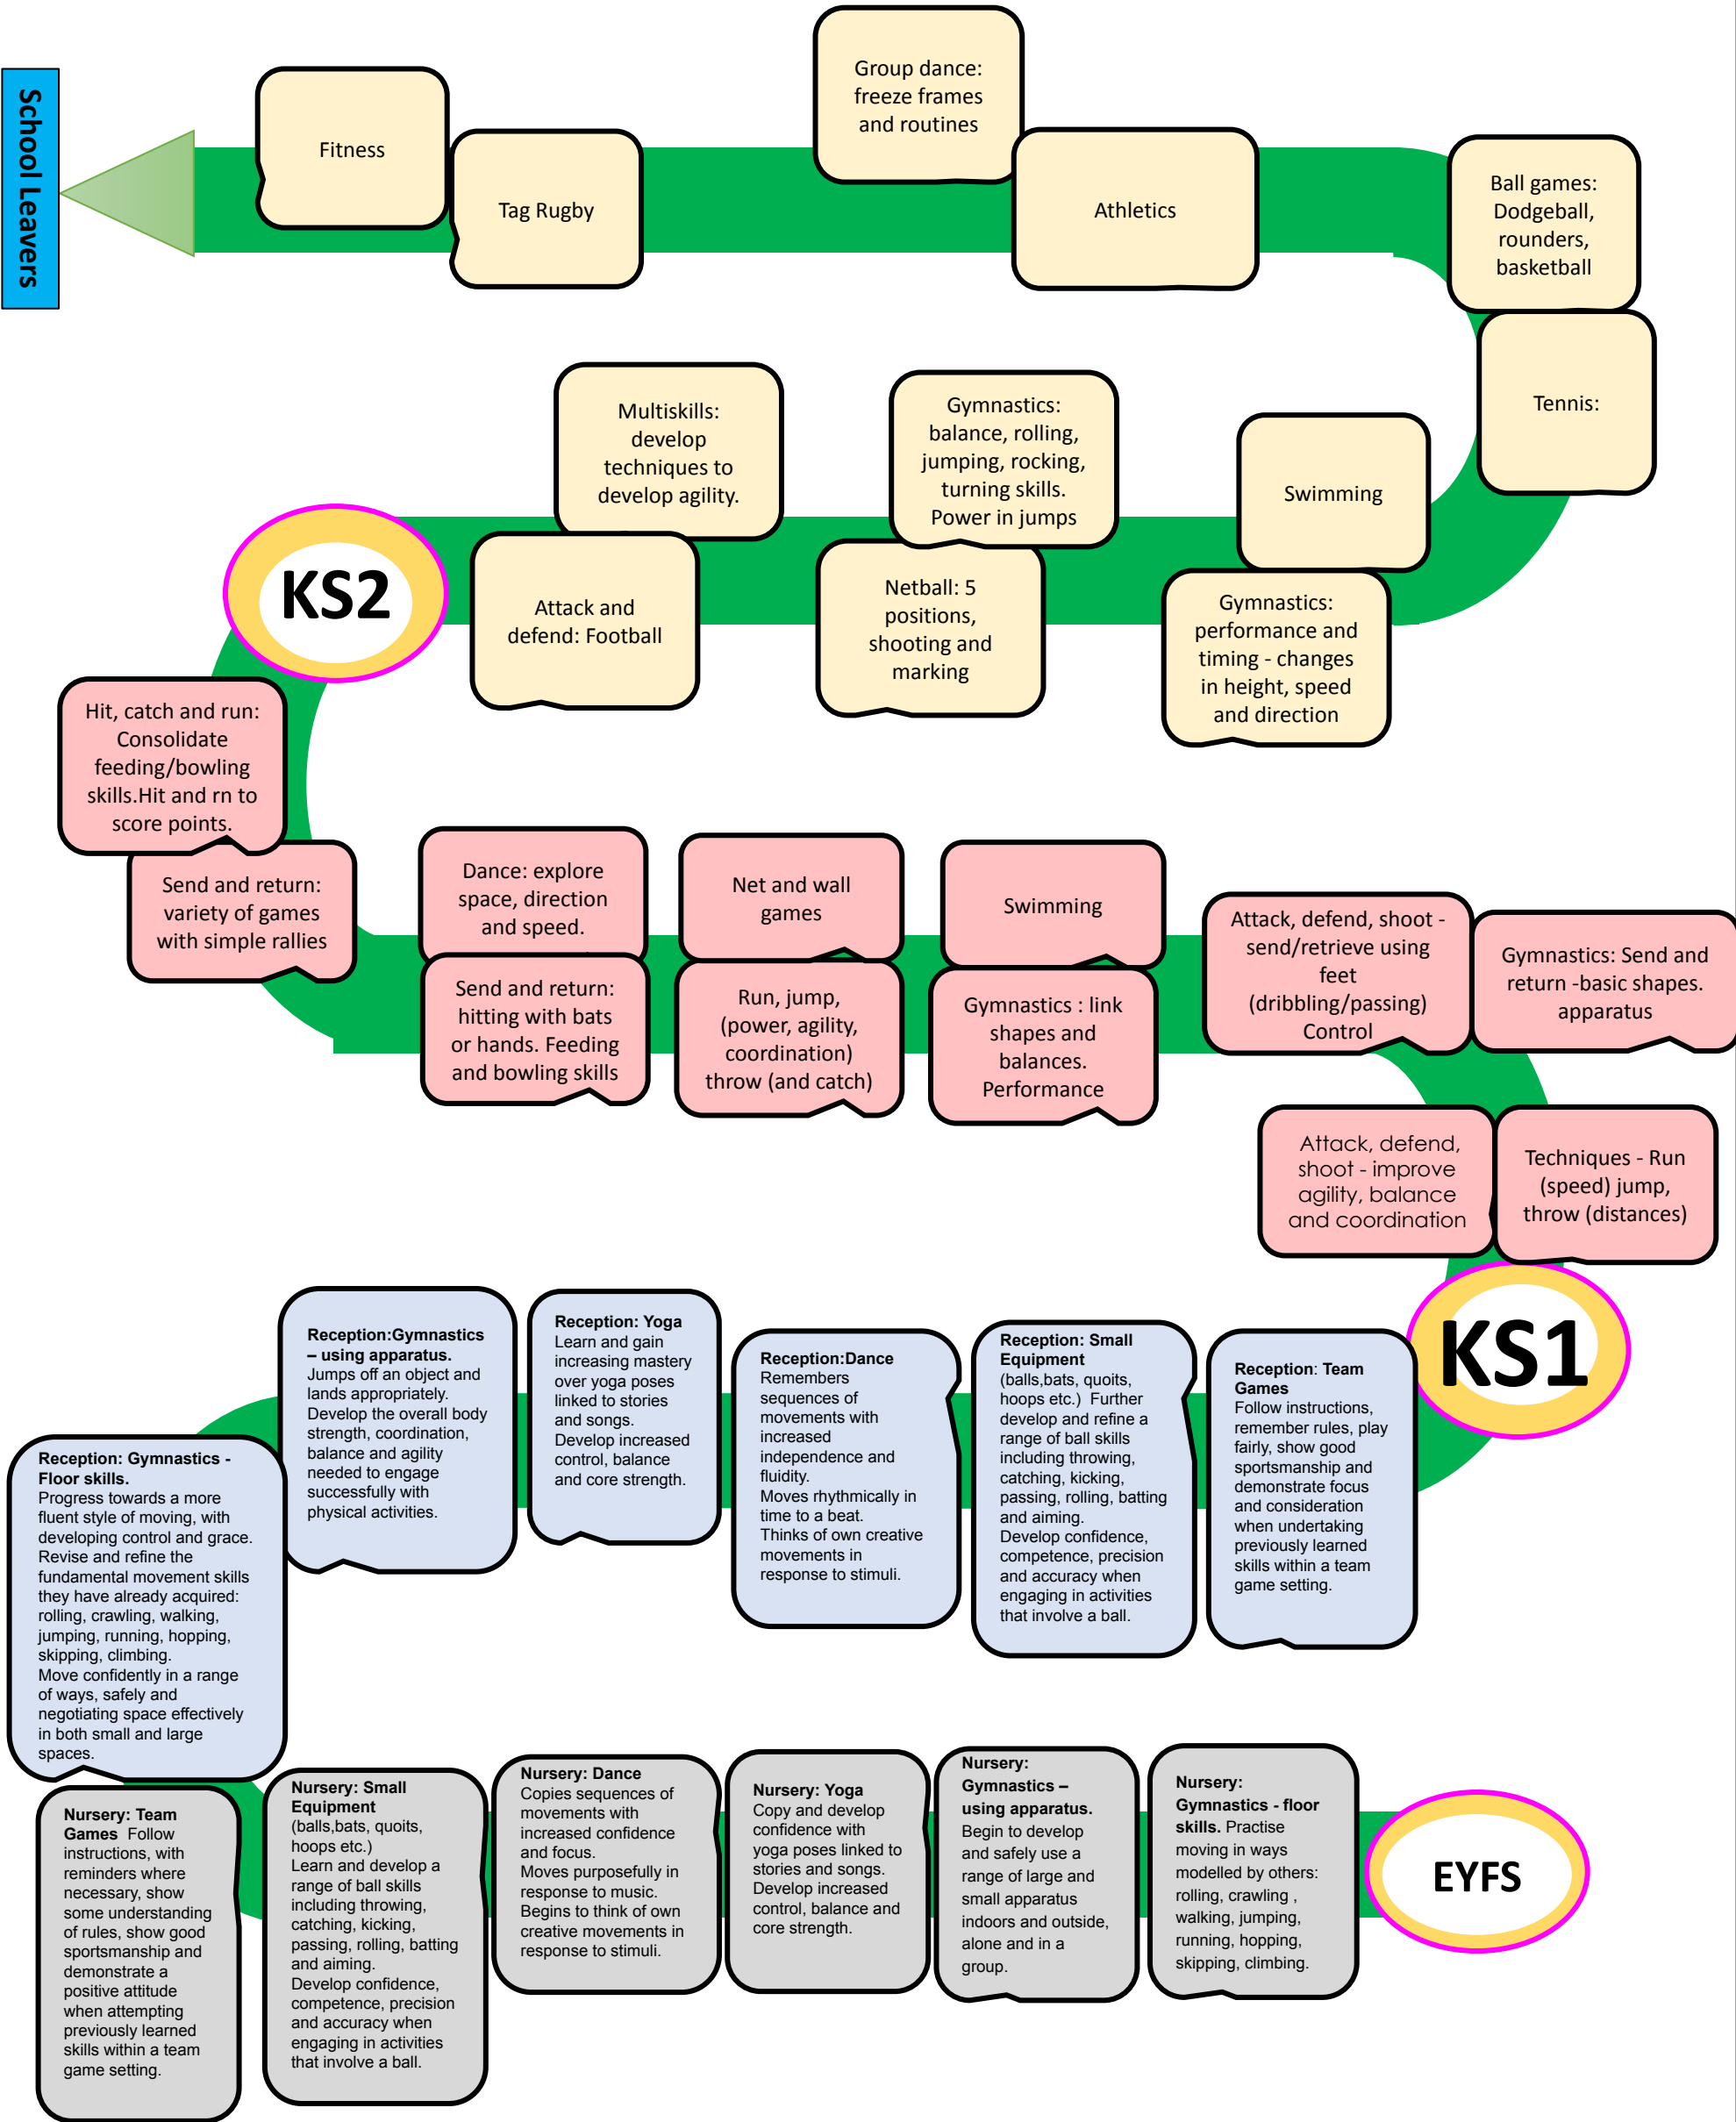 School Leavers
Fitness
Tag Rugby
Group dance:
freeze frames
and routines
Athletics
Ball games:
Dodgeball,
rounders,
basketball
Tennis:
Multiskills:
develop
techniques to
develop agility.
Gymnastics:
balance, rolling,
jumping, rocking,
turning skills.
Power in jumps
Swimming
KS2
Attack and
defend: Football
Netball: 5
positions,
shooting and
marking
Gymnastics:
performance and
timing - changes
in height, speed
and direction
Hit, catch and run:
Consolidate
feeding/bowling
skills.Hit and rn to
score points.
Send and return:
variety of games
with simple rallies
Dance: explore
space, direction
and speed.
Net and wall
games
Swimming
Attack, defend, shoot -
send/retrieve using
feet
(dribbling/passing)
Control
Gymnastics: Send and
return -basic shapes.
apparatus
Send and return:
hitting with bats
or hands. Feeding
and bowling skills
Run, jump,
(power, agility,
coordination)
throw (and catch)
Gymnastics : link
shapes and
balances.
Performance
Attack, defend,
shoot - improve
agility, balance
and coordination
Techniques - Run
(speed) jump,
throw (distances)
KS1
Reception: Gymnastics -
Floor skills.
Progress towards a more
fluent style of moving, with
developing control and grace.
Revise and refine the
fundamental movement skills
they have already acquired:
rolling, crawling, walking,
jumping, running, hopping,
skipping, climbing.
Move confidently in a range
of ways, safely and
negotiating space effectively
in both small and large
spaces.
Reception:Gymnastics
– using apparatus.
Jumps off an object and
lands appropriately.
Develop the overall body
strength, coordination,
balance and agility
needed to engage
successfully with
physical activities.
Reception: Yoga
Learn and gain
increasing mastery
over yoga poses
linked to stories
and songs.
Develop increased
control, balance
and core strength.
Reception:Dance
Remembers
sequences of
movements with
increased
independence and
fluidity.
Moves rhythmically in
time to a beat.
Thinks of own creative
movements in
response to stimuli.
Reception: Small
Equipment
(balls,bats, quoits,
hoops etc.) Further
develop and refine a
range of ball skills
including throwing,
catching, kicking,
passing, rolling, batting
and aiming.
Develop confidence,
competence, precision
and accuracy when
engaging in activities
that involve a ball.
Reception: Team
Games
Follow instructions,
remember rules, play
fairly, show good
sportsmanship and
demonstrate focus
and consideration
when undertaking
previously learned
skills within a team
game setting.
Nursery: Team
Games Follow
instructions, with
reminders where
necessary, show
some understanding
of rules, show good
sportsmanship and
demonstrate a
positive attitude
when attempting
previously learned
skills within a team
game setting.
Nursery: Small
Equipment
(balls,bats, quoits,
hoops etc.)
Learn and develop a
range of ball skills
including throwing,
catching, kicking,
passing, rolling, batting
and aiming.
Develop confidence,
competence, precision
and accuracy when
engaging in activities
that involve a ball.
Nursery: Dance
Copies sequences of
movements with
increased confidence
and focus.
Moves purposefully in
response to music.
Begins to think of own
creative movements in
response to stimuli.
Nursery: Yoga
Copy and develop
confidence with
yoga poses linked to
stories and songs.
Develop increased
control, balance and
core strength.
Nursery:
Gymnastics –
using apparatus.
Begin to develop
and safely use a
range of large and
small apparatus
indoors and outside,
alone and in a
group.
Nursery:
Gymnastics - floor
skills. Practise
moving in ways
modelled by others:
rolling, crawling ,
walking, jumping,
running, hopping,
skipping, climbing.
EYFS